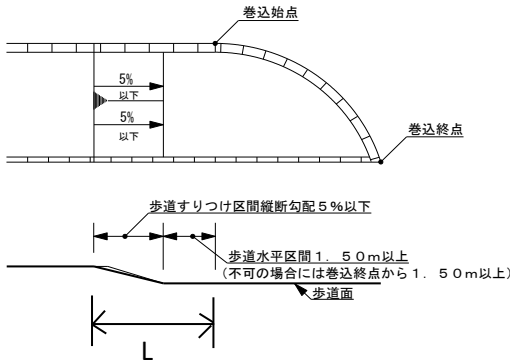 巻込始点
5%
以下
5%
以下
巻込終点
歩道すりつけ区間縦断勾配5%以下
歩道水平区間1．50m以上
(不可の場合には巻込終点から1．50m以上)
歩道面
L